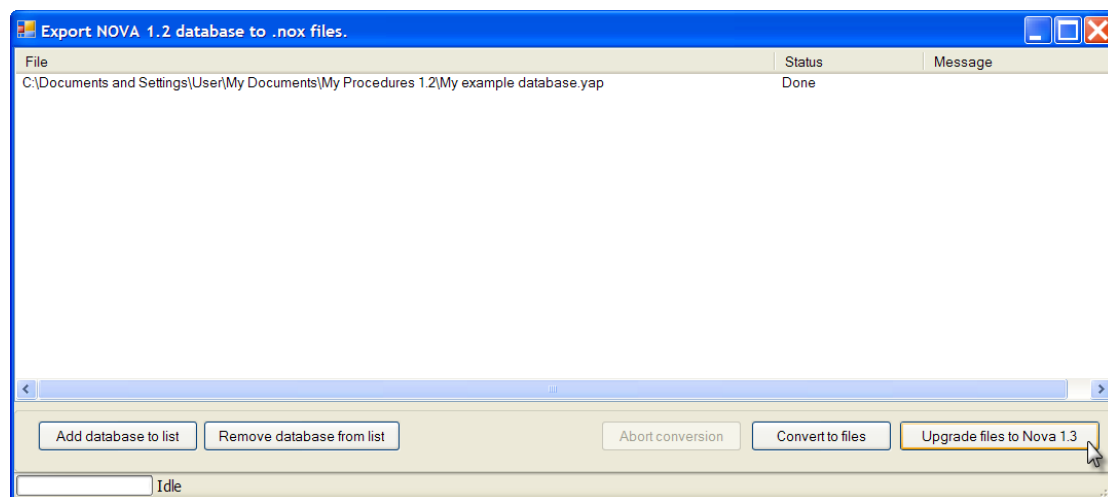 Export NOVA 1.2 database to .nox files.
File Status Message
C:\Documents and Settings\User\My Documents\My Procedures 1.2\My example database.yap Done
Add database to list Remove database from list Abort conversion Convert to files Upgrade files to Nova 1.3
Idle